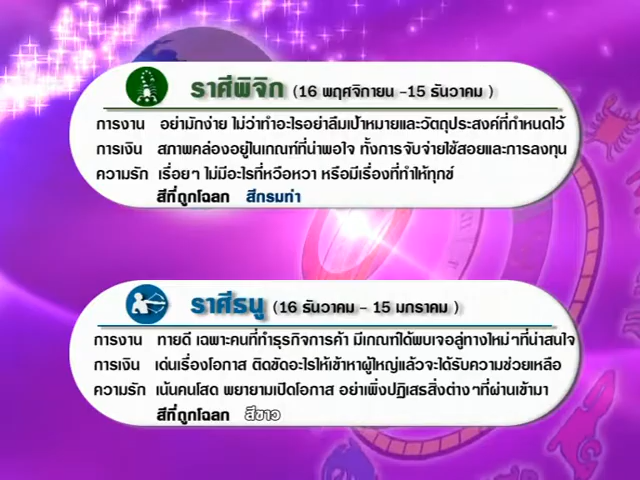 ราศีพิจิก (16 พฤศจิกายน -15 ธันวาคม )
การงาน อย่ามักง่าย ไม่ว่าทำอะไรอย่าลืมเป้าหมายและวัตถุประสงค์ที่กำหนดไว้
การเงิน สภาพคล่องอยู่ในเกณฑ์ที่น่าพอใจ ทั้งการจับจ่ายใช้สอยและการลงทุน
ความรัก เรื่อยๆ ไม่มีอะไรที่หวือหวา หรือมีเรื่องที่ทำให้ทุกข์
สีที่ถูกโฉลก สีกรมท่า
ราศีธนู (16 ธันวาคม - 15 มกราคม )
การงาน ทายดี เฉพาะคนที่ทำธุรกิจการค้า มีเกณฑ์ได้พบเจอลู่ทางใหม่ๆที่น่าสนใจ
การเงิน เด่นเรื่องโอกาส ติดขัดอะไรให้เข้าหาผู้ใหญ่แล้วจะได้รับความช่วยเหลือ
ความรัก เน้นคนโสด พยายามเปิดโอกาส อย่าเพิ่งปฏิเสธสิ่งต่างๆที่ผ่านเข้ามา
สีที่ถูกโฉลก สีขาว